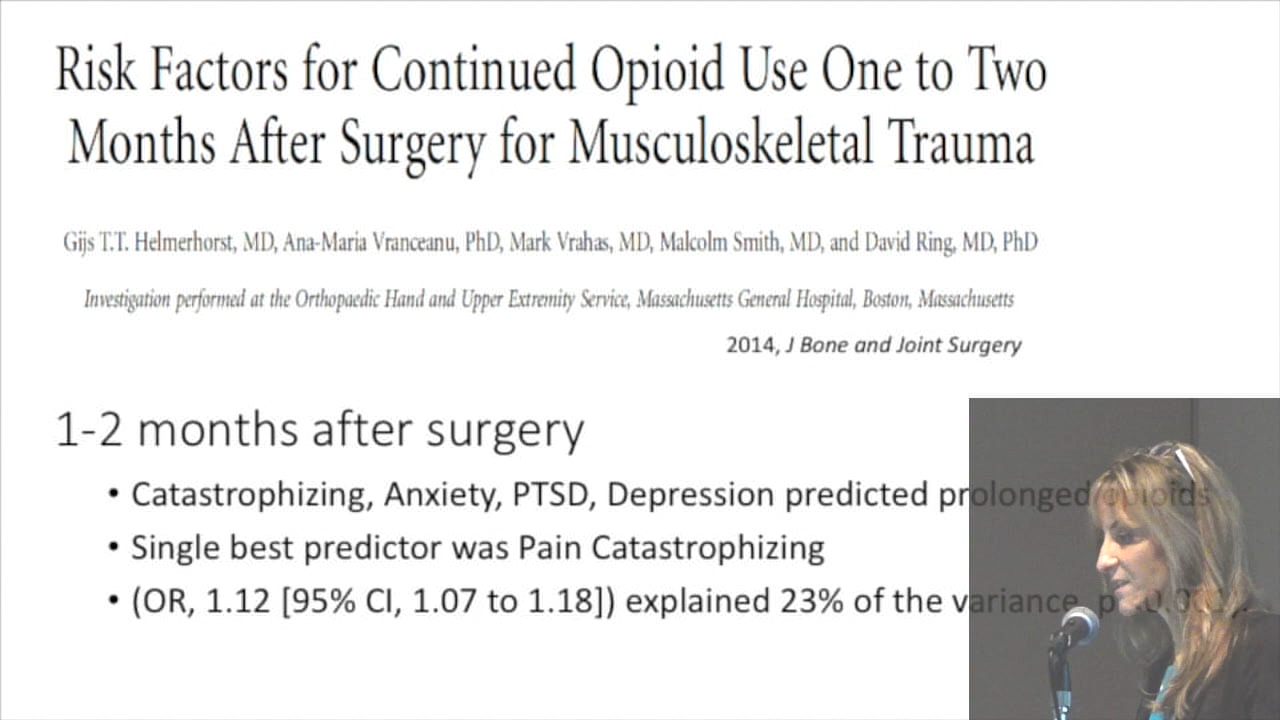 Risk Factors for Continued Opioid Use One to Two
Months After Surgery for Musculoskeletal Trauma
Gijs T.T. Helmerhorst, MD, Ana-Maria Vranceanu, PhD, Mark Vrahas, MD, Malcolm Smith, MD, and David Ring, MD, PhD
Investigation performed at the Orthopaedic Hand and Upper Extremity Service, Massachusetts General Hospital, Boston, Massachusetts
2014, J Bone and Joint Surgery
1-2 months after surgery
• Catastrophizing, Anxiety, PTSD, Depression predicted prolonged opioids
• Single best predictor was Pain Catastrophizing
• (OR, 1.12 [95% CI, 1.07 to 1.18]) explained 23% of the variance, p